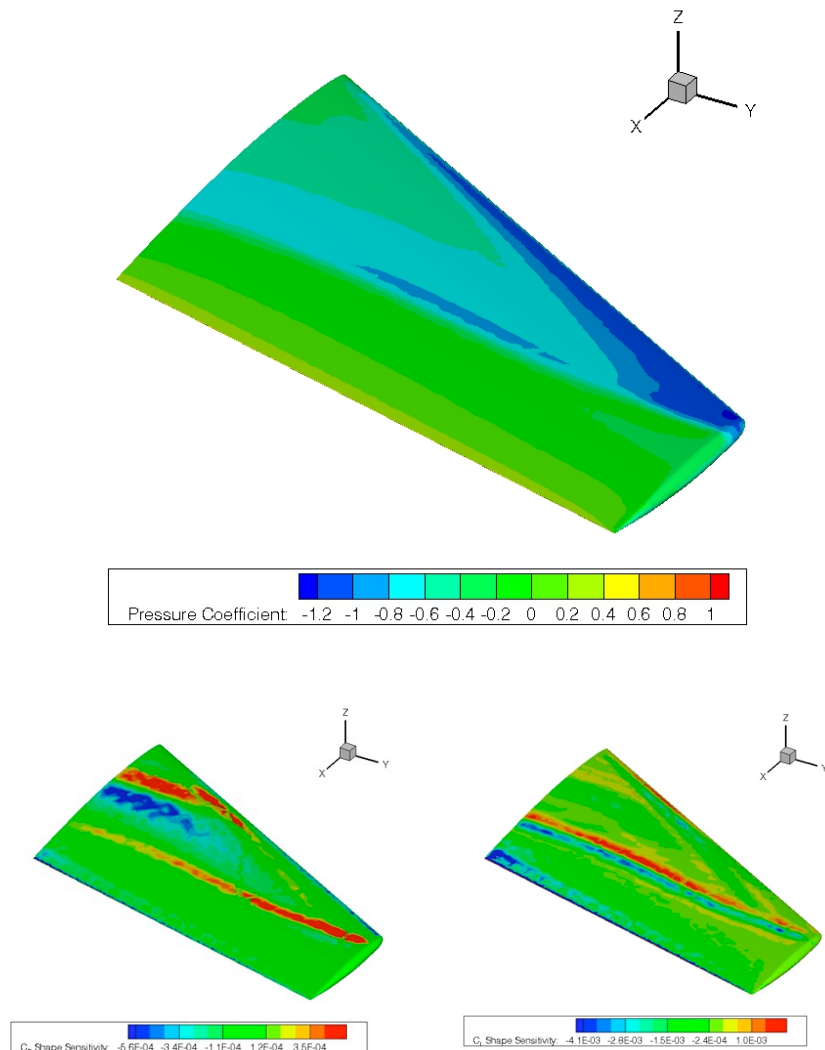 Z
X
Y
Pressure Coefficient: -1.2 -1 -0.8 -0.6 -0.4 -0.2 0 0.2 0.4 0.6 0.8 1
Z
X
Y
Z
X
Y
Shape Sensitivity: -5.6E-04 -3.4E-04 -1.1E-04 1.2E-04 3.5E-04
Shape Sensitivity: -4.1E-03 -2.8E-03 -1.5E-03 -2.4E-04 1.0E-03